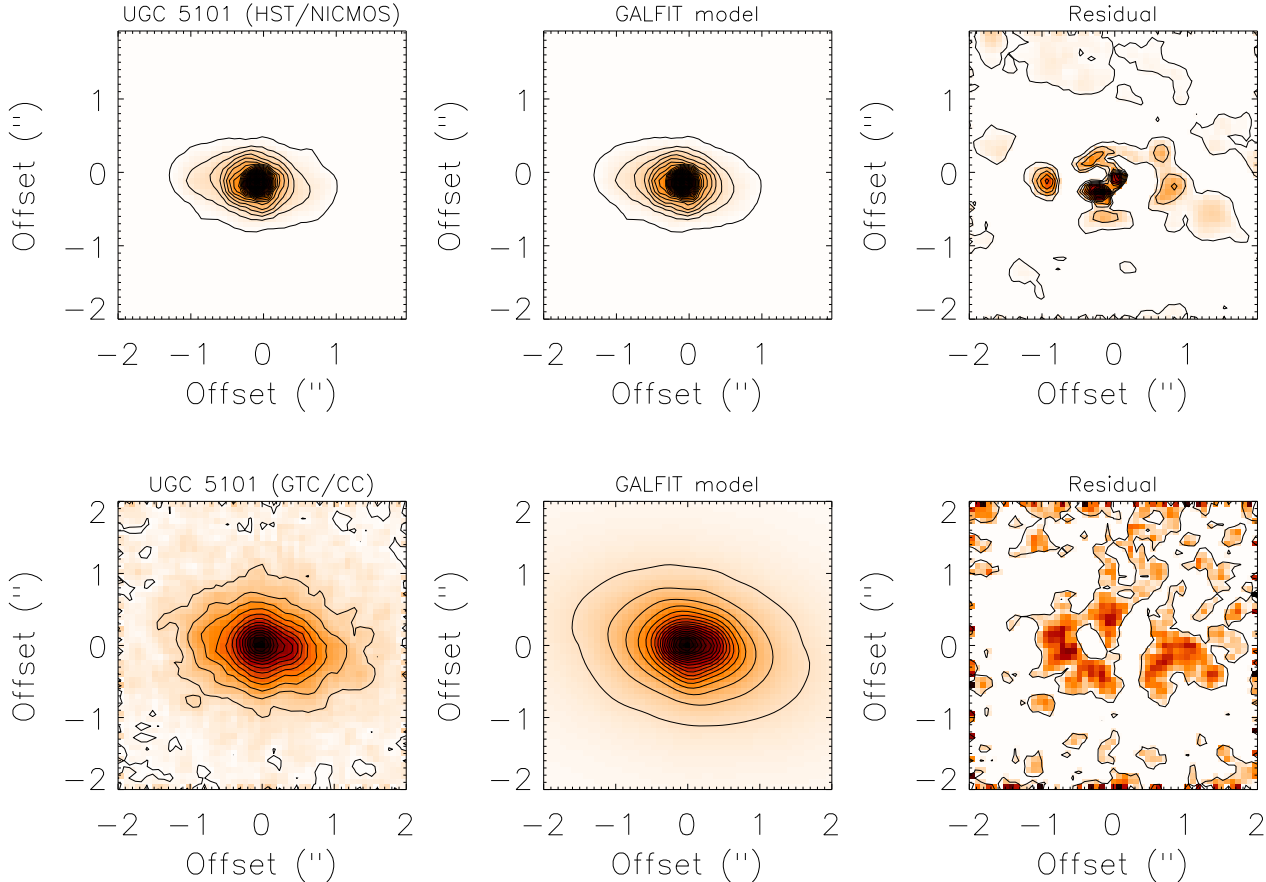 UGC 5101 (HST/NICMOS)
GALFIT model
Residual
Offset (")
1
0
−1
−2
−2 −1 0 1
Offset (")
Offset (")
1
0
−1
−2
−2 −1 0 1
Offset (")
Offset (")
1
0
−1
−2
−2 −1 0 1
Offset (")
UGC 5101 (GTC/CC)
GALFIT model
Residual
Offset (")
2
1
0
−1
−2
−2 −1 0 1 2
Offset (")
Offset (")
2
1
0
−1
−2
−2 −1 0 1 2
Offset (")
Offset (")
2
1
0
−1
−2
−2 −1 0 1 2
Offset (")